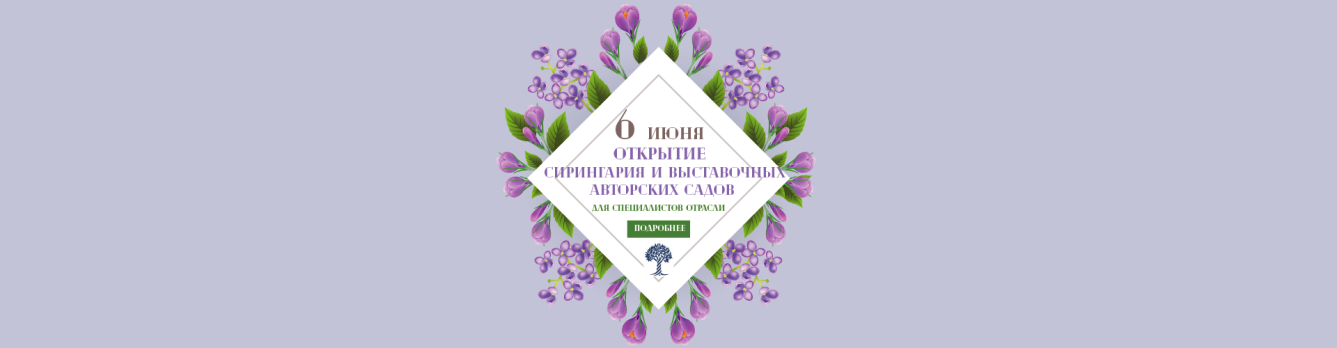 6 ИЮНЯ
ОТКРЫТИЕ
СИРИНГАРИЯ И ВЫСТАВОЧНЫХ
АВТОРСКИХ САДОВ
ДЛЯ СПЕЦИАЛИСТОВ ОТРАСЛИ
ПОДРОБНЕЕ